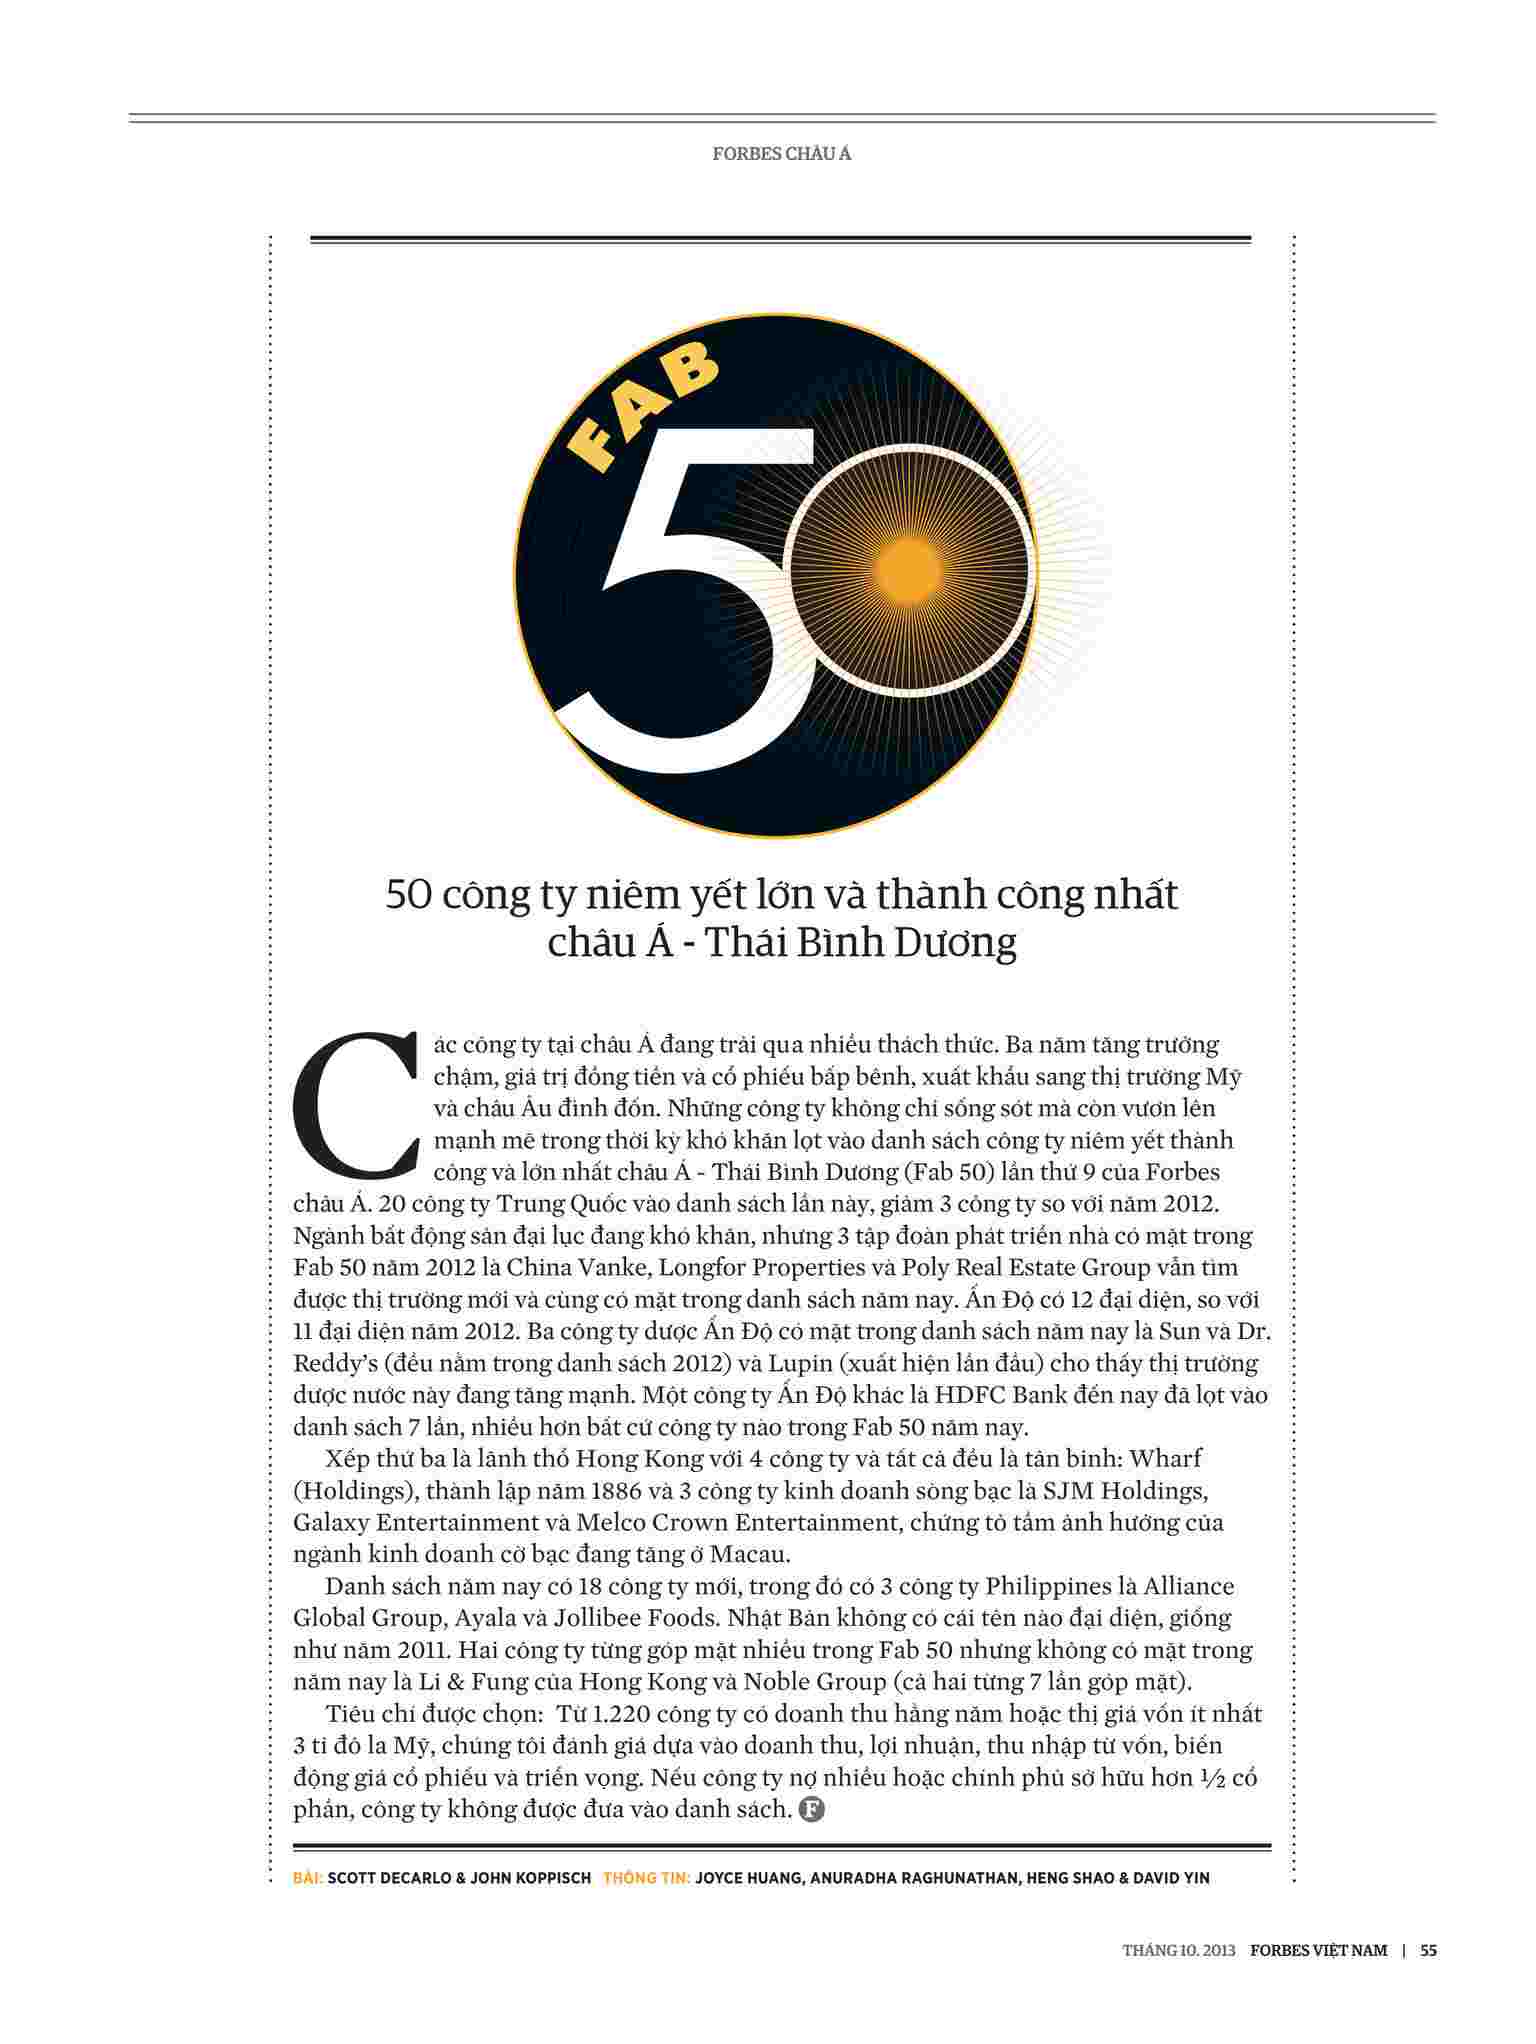 FORBES CHÂU Á
FAB
50
50 công ty niêm yết lớn và thành công nhất
châu Á - Thái Bình Dương
Các công ty tại châu Á đang trải qua nhiều thách thức. Ba năm tăng trưởng
chậm, giá trị đồng tiền và cổ phiếu bấp bênh, xuất khẩu sang thị trường Mỹ
và châu Âu đình đốn. Những công ty không chỉ sống sót mà còn vươn lên
mạnh mẽ trong thời kỳ khó khăn lọt vào danh sách công ty niêm yết thành
công và lớn nhất châu Á - Thái Bình Dương (Fab 50) lần thứ 9 của Forbes
châu Á. 20 công ty Trung Quốc vào danh sách lần này, giảm 3 công ty so với năm 2012.
Ngành bất động sản đại lục đang khó khăn, nhưng 3 tập đoàn phát triển nhà có mặt trong
Fab 50 năm 2012 là China Vanke, Longfor Properties và Poly Real Estate Group vẫn tìm
được thị trường mới và cùng có mặt trong danh sách năm nay. Ấn Độ có 12 đại diện, so với
11 đại diện năm 2012. Ba công ty dược Ấn Độ có mặt trong danh sách năm nay là Sun và Dr.
Reddy's (đều nằm trong danh sách 2012) và Lupin (xuất hiện lần đầu) cho thấy thị trường
dược nước này đang tăng mạnh. Một công ty Ấn Độ khác là HDFC Bank đến nay đã lọt vào
danh sách 7 lần, nhiều hơn bất cứ công ty nào trong Fab 50 năm nay.
Xếp thứ ba là lãnh thổ Hong Kong với 4 công ty và tất cả đều là tân binh: Wharf
(Holdings), thành lập năm 1886 và 3 công ty kinh doanh sòng bạc là SJM Holdings,
Galaxy Entertainment và Melco Crown Entertainment, chứng tỏ tầm ảnh hưởng của
ngành kinh doanh cờ bạc đang tăng ở Macau.
Danh sách năm nay có 18 công ty mới, trong đó có 3 công ty Philippines là Alliance
Global Group, Ayala và Jollibee Foods. Nhật Bản không có cái tên nào đại diện, giống
như năm 2011. Hai công ty từng góp mặt nhiều trong Fab 50 nhưng không có mặt trong
năm nay là Li & Fung của Hong Kong và Noble Group (cả hai từng 7 lần góp mặt).
Tiêu chí được chọn: Từ 1.220 công ty có doanh thu hằng năm hoặc thị giá vốn ít nhất
3 tỉ đô la Mỹ, chúng tôi đánh giá dựa vào doanh thu, lợi nhuận, thu nhập từ vốn, biến
động giá cổ phiếu và triển vọng. Nếu công ty nợ nhiều hoặc chính phủ sở hữu hơn ½ cổ
phần, công ty không được đưa vào danh sách. F
BÀI: SCOTT DECARLO & JOHN KOPPISCH THÔNG TIN: JOYCE HUANG, ANURADHA RAGHUNATHAN, HENG SHAO & DAVID YIN
THÁNG 10. 2013 FORBES VIỆT NAM | 55